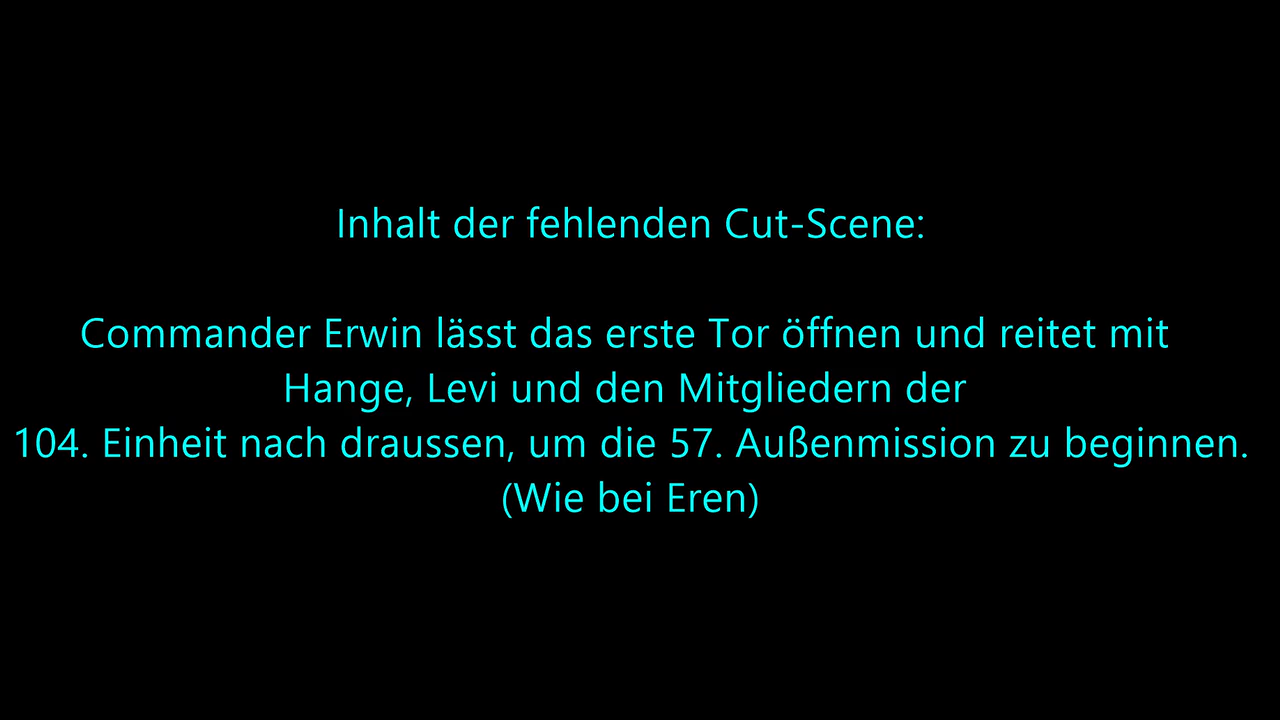 Inhalt der fehlenden Cut-Scene:
Commander Erwin lässt das erste Tor öffnen und reitet mit
Hange, Levi und den Mitgliedern der
104. Einheit nach draussen, um die 57. Außenmission zu beginnen.
(Wie bei Eren)